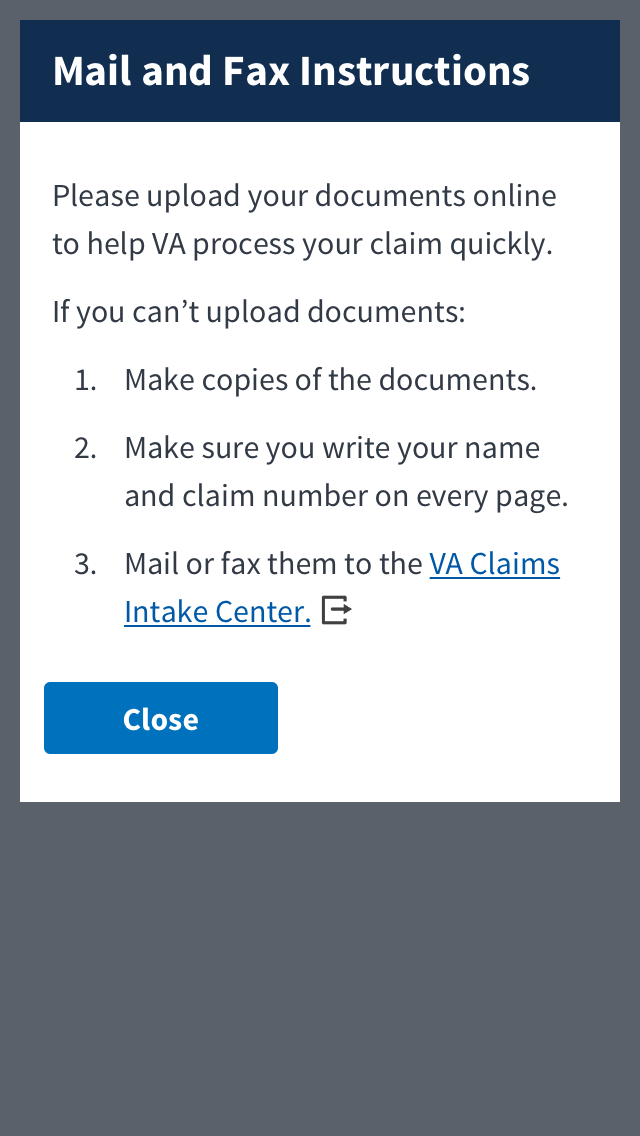 Mail and Fax Instructions
Please upload your documents online
to help VA process your claim quickly.
If you can’t upload documents:
1. Make copies of the documents.
2. Make sure you write your name
and claim number on every page.
3. Mail or fax them to the VA Claims
Intake Center.
Close